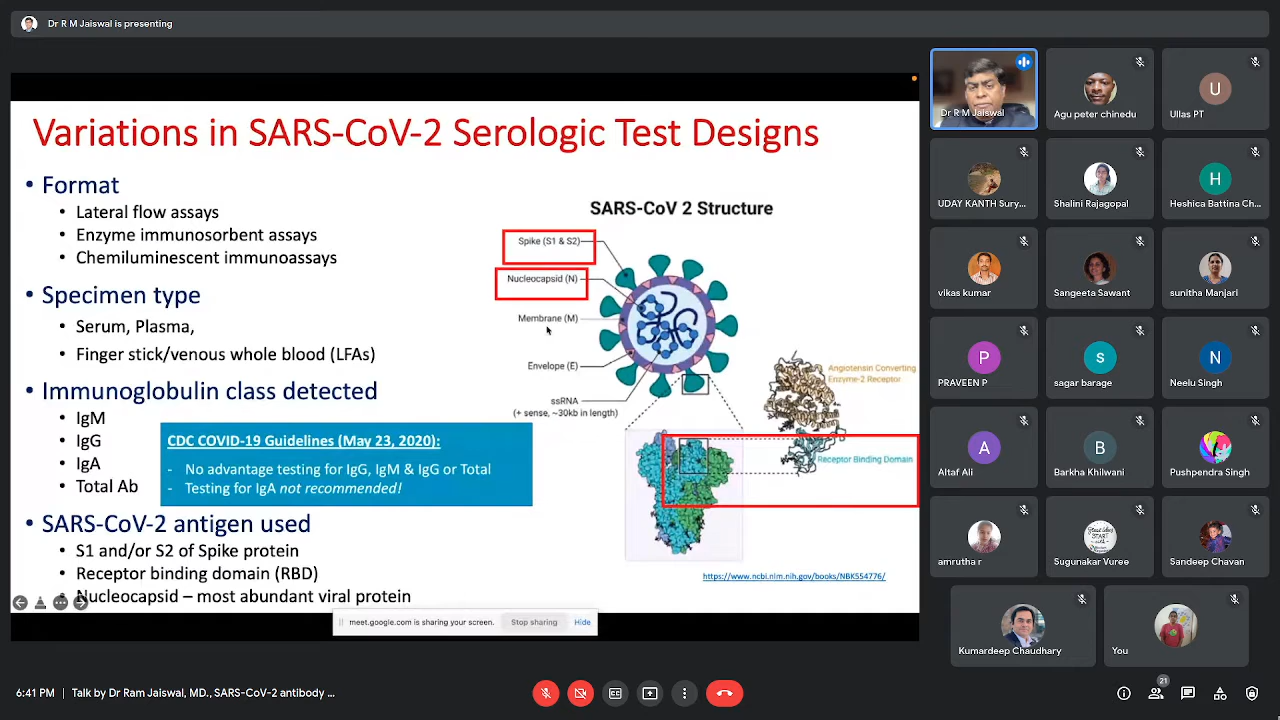 Dr R M Jaiswal is presenting
Variations in SARS-CoV-2 Serologic Test Designs
• Format
• Lateral flow assays
• Enzyme immunosorbent assays
• Chemiluminescent immunoassays
• Specimen type
• Serum, Plasma,
• Finger stick/venous whole blood (LFAs)
• Immunoglobulin class detected
• IgM
• IgG
• IgA
• Total Ab
CDC COVID-19 Guidelines (May 23, 2020):
- No advantage testing for IgG, IgM & IgG or Total
- Testing for IgA not recommended!
• SARS-CoV-2 antigen used
• S1 and/or S2 of Spike protein
• Receptor binding domain (RBD)
Nucleocapsid – most abundant viral protein
SARS-CoV 2 Structure
Spike (S1 & S2)
Nucleocapsid (N)
Membrane (M)
Envelope (E)
ssRNA
(+ sense, ~30kb in length)
Angiotensin Converting
Enzyme-2 Receptor
Receptor Binding Domain
https://www.ncbi.nlm.nih.gov/books/NBK554776/
meet.google.com is sharing your screen.
Stop sharing
Hide
Dr R M Jaiswal
Agu peter chinedu
U
Ullas PT
UDAY KANTH Sury...
Shalini Rajagopal
H
Heshica Battina Ch...
vikas kumar
Sangeeta Sawant
sunitha Manjari
P
PRAVEEN P
s
sagar barge
N
Nutan Singh
A
Altaf Ali
B
Barkha Khilwani
Pushpendra Singh
amrutha r
START
Sugunakar Vuree
Sandeep Chvan
Kumardeep Chaudhary
You
6:41 PM | Talk by Dr Ram Jaiswal, MD., SARS-CoV-2 antibody ...
21